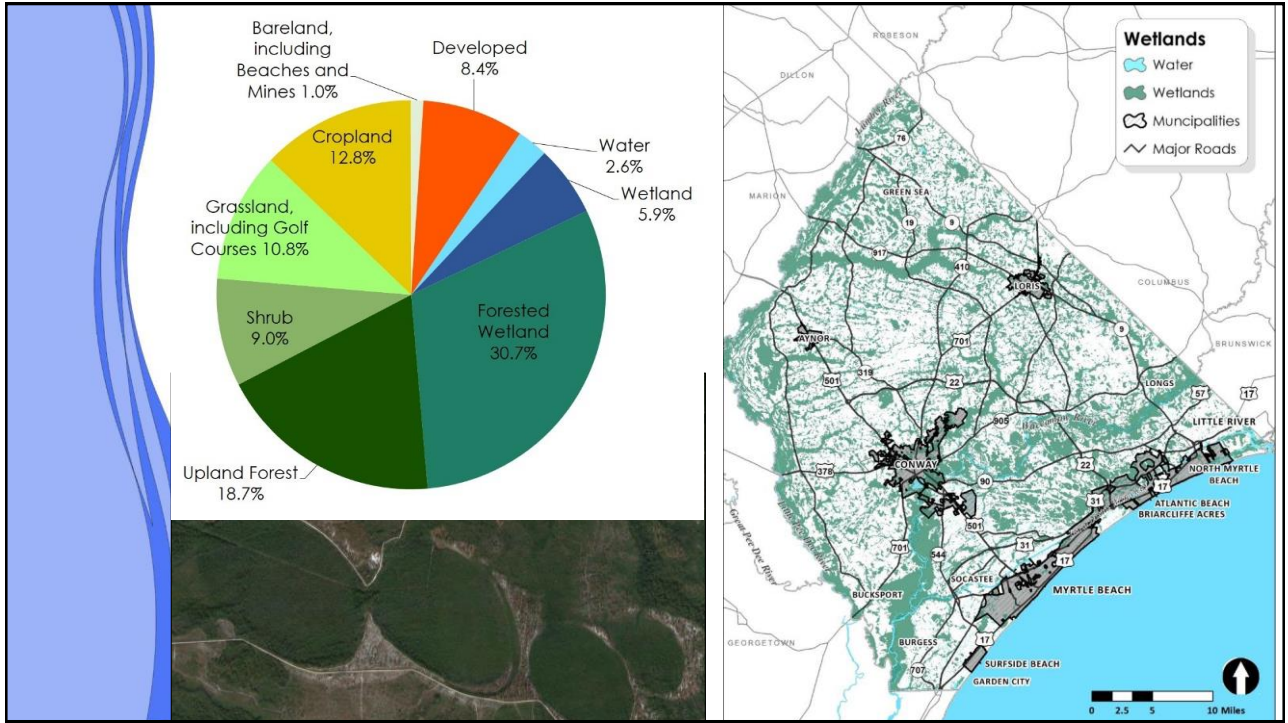 Bareland,
including
Beaches and
Mines 1.0%
Developed
8.4%
Water
2.6%
Wetland
5.9%
Forested
Wetland
30.7%
Upland Forest
18.7%
Shrub
9.0%
Grassland,
including Golf
Courses 10.8%
Cropland
12.8%
Wetlands
Water
Wetlands
Muncipalities
Major Roads
ROBESON
DILLON
MARION
COLUMBUS
BRUNSWICK
GEORGETOWN
76
GREEN SEA
19
9
917
410
LORIS
9
AYNOR
701
319
501
22
LONGS
57
17
905
LITTLE RIVER
CONWAY
378
22
90
NORTH MYRTLE
BEACH
17
31
ATLANTIC BEACH
BRIARCLIFFE ACRES
501
Great Pee Dee River
701
544
31
17
SOCASTEE
BUCKSPORT
MYRTLE BEACH
BURGESS
17
707
SURFSIDE BEACH
GARDEN CITY
0 2.5 5 10 Miles